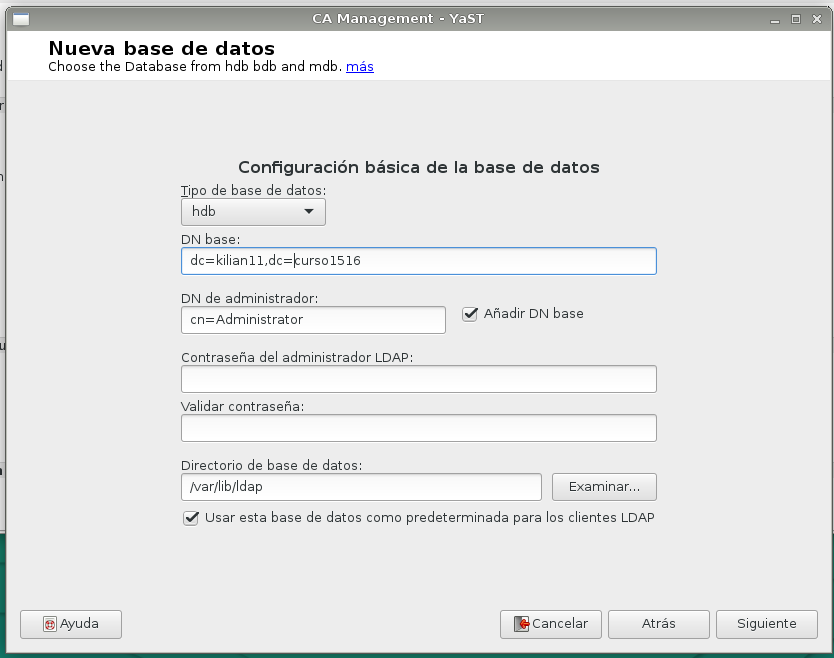 CA Management - YaST
Nueva base de datos
Choose the Database from hdb bdb and mdb. más
Configuración básica de la base de datos
Tipo de base de datos:
hdb
DN base:
dc=kilian11,dc=curso1516
DN de administrador:
cn=Administrator
Añadir DN base
Contraseña del administrador LDAP:
Validar contraseña:
Directorio de base de datos:
/var/lib/ldap
Examinar...
Usar esta base de datos como predeterminada para los clientes LDAP
Ayuda
Cancelar
Atrás
Siguiente